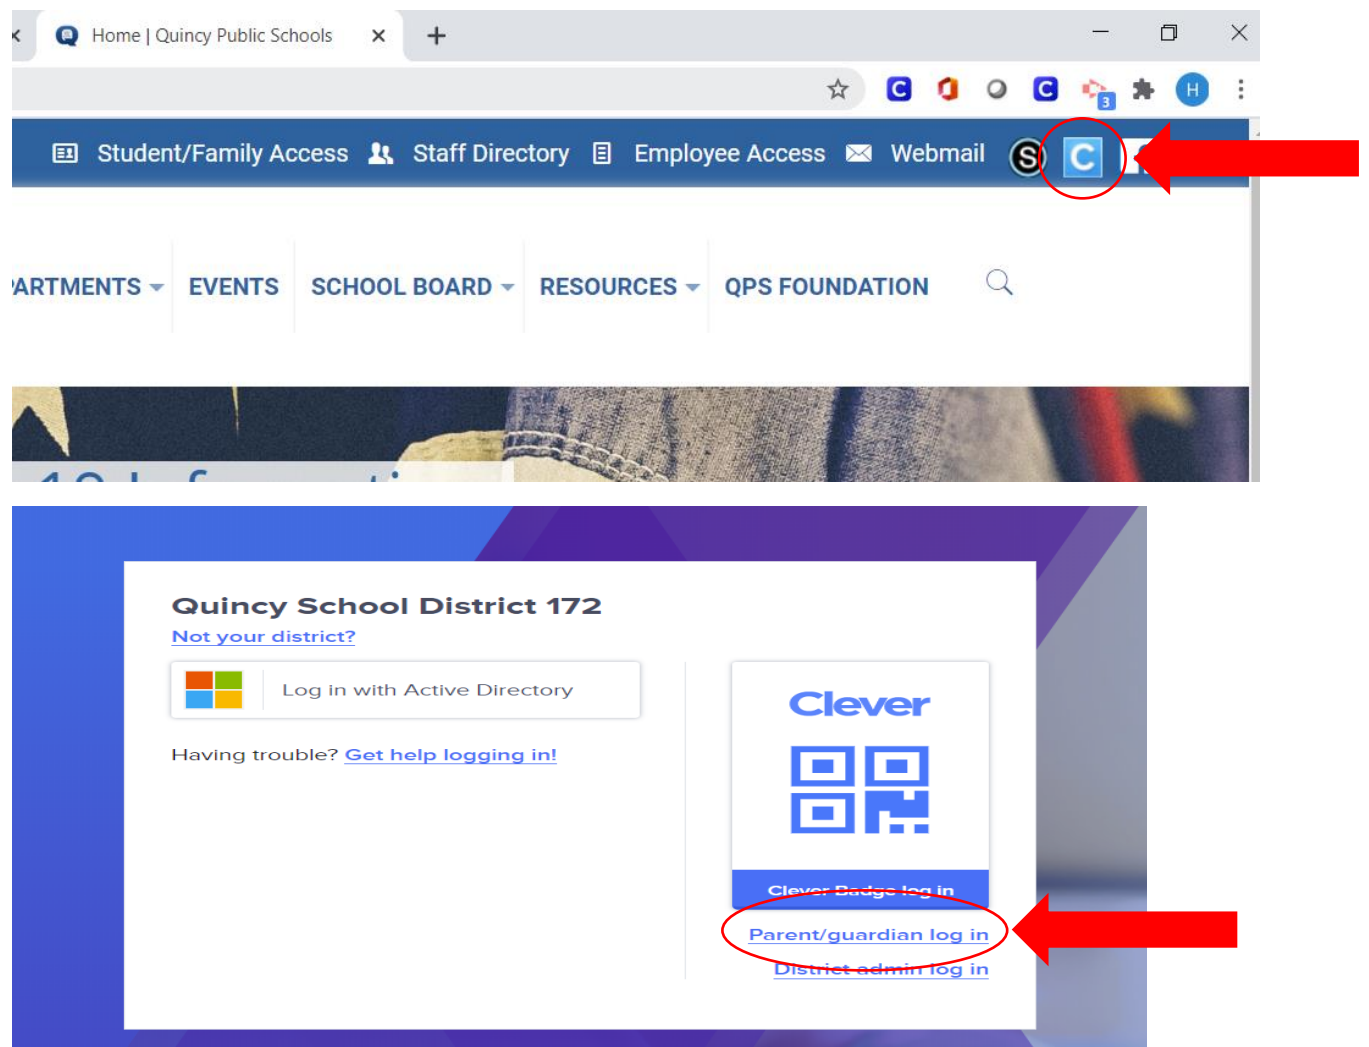 Home | Quincy Public Schools
C
C
3
H
Student/Family Access Staff Directory Employee Access Webmail S C
EVENTS SCHOOL BOARD RESOURCES QPS FOUNDATION
Quincy School District 172
Not your district?
Log in with Active Directory
Having trouble? Get help logging in!
Clever
Clever Badge log in
Parent/guardian log in
District admin log in